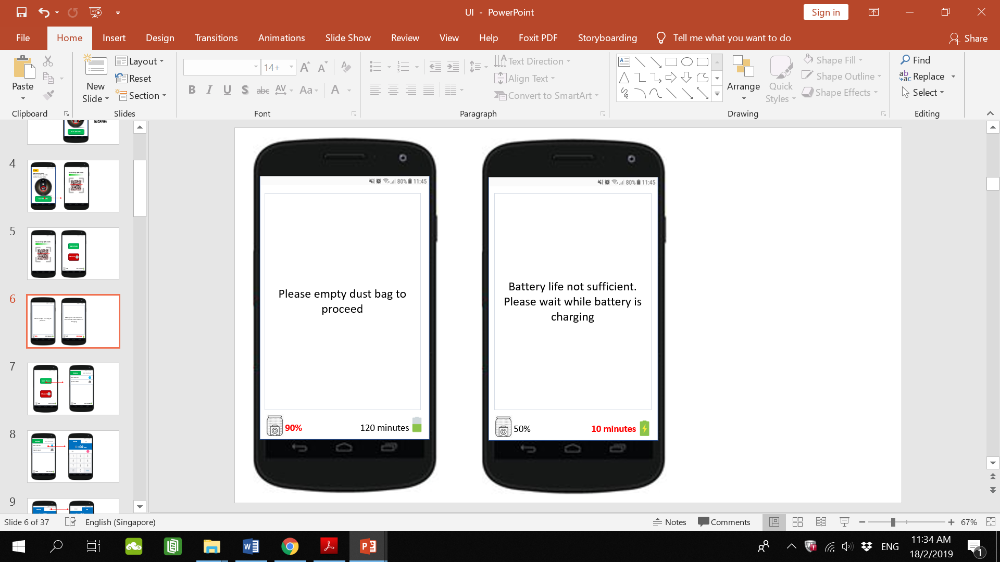 UI - PowerPoint
Sign in
File Home Insert Design Transitions Animations Slide Show Review View Help Foxit PDF Storyboarding Tell me what you want to do Share
Paste
Clipboard
New Slide
Layout
Reset
Section
Slides
14+
B I U S abc AV Aa A
Font
Text Direction
Align Text
Convert to SmartArt
Paragraph
Arrange
Quick Styles
Shape Fill
Shape Outline
Shape Effects
Drawing
Find
Replace
Select
Editing
4
5
6
7
8
9
80% 11:45
Please empty dust bag to
proceed
90% 120 minutes
80% 11:45
Battery life not sufficient.
Please wait while battery is
charging
50% 10 minutes
Slide 6 of 37 English (Singapore) Notes Comments 67%
ENG
11:34 AM
18/2/2019
1